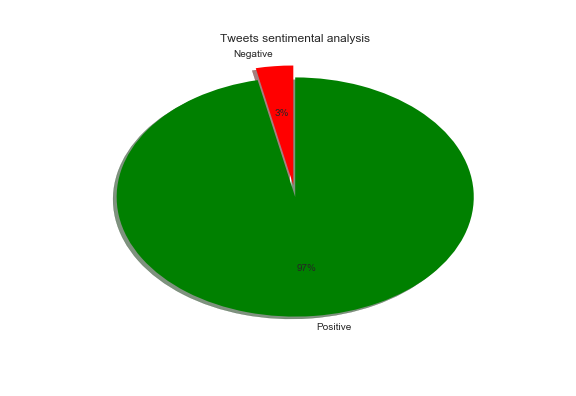 Tweets sentimental analysis
Negative
3%
97%
Positive